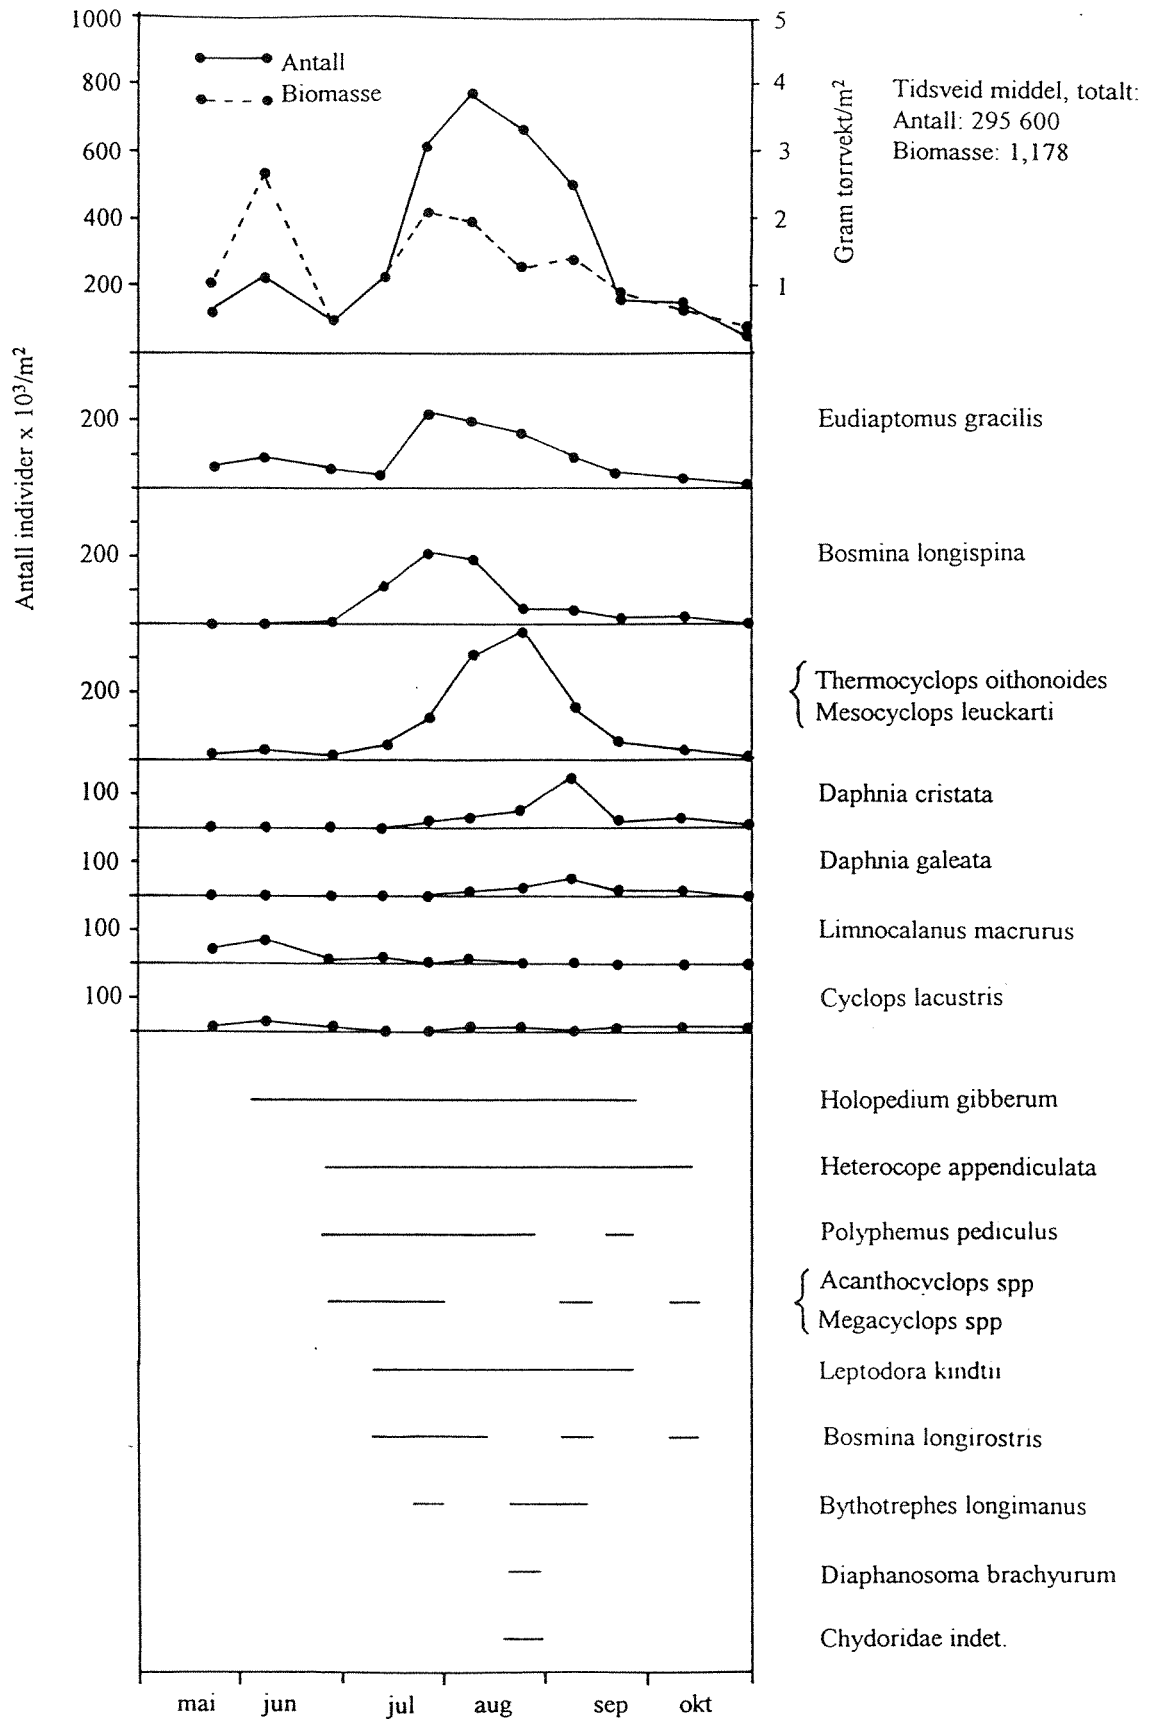 1000
800
600
400
200
Antall
Biomasse
5
4
3
2
1
Gram tørrvekt/m²
Tidsveid middel, totalt:
Antall: 295 600
Biomasse: 1,178
Antall individer x 10³/m²
200
Eudiaptomus gracilis
200
Bosmina longispina
200
Thermocyclops oithonoides
Mesocyclops leuckarti
100
Daphnia cristata
100
Daphnia galeata
100
Limnocalanus macrurus
100
Cyclops lacustris
Holopedium gibberum
Heterocope appendiculata
Polyphemus pediculus
Acanthocyclops spp
Megacyclops spp
Leptodora kindtii
Bosmina longirostris
Bythotrephes longimanus
Diaphanosoma brachyurum
Chydoridae indet.
mai jun jul aug sep okt